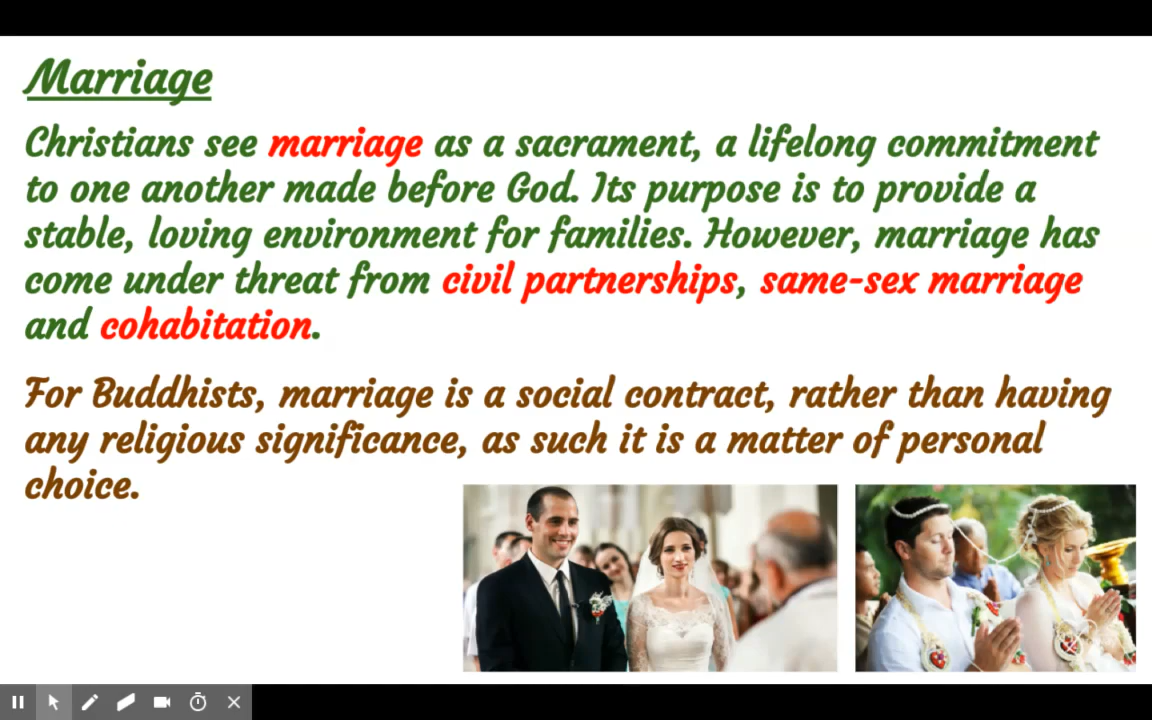 Marriage
Christians see marriage as a sacrament, a lifelong commitment
to one another made before God. Its purpose is to provide a
stable, loving environment for families. However, marriage has
come under threat from civil partnerships, same-sex marriage
and cohabitation.
For Buddhists, marriage is a social contract, rather than having
any religious significance, as such it is a matter of personal
choice.